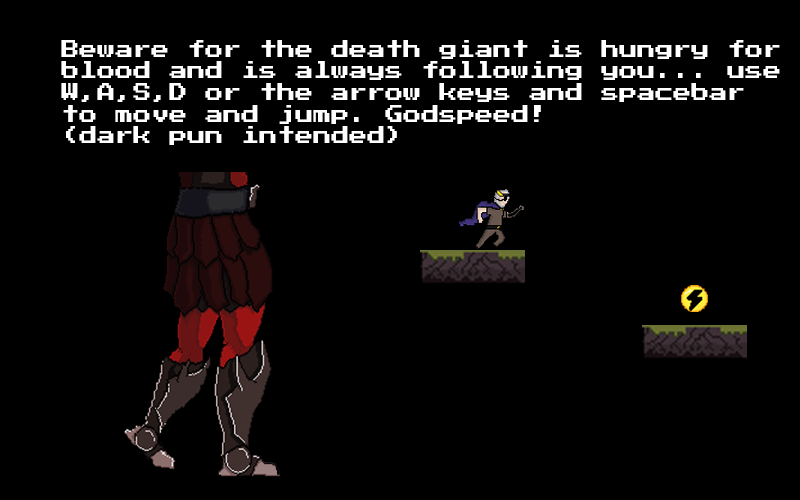 Beware for the death giant is hungry for
blood and is always following you... use
W,A,S,D or the arrow keys and spacebar
to move and jump. Godspeed!
(dark pun intended)